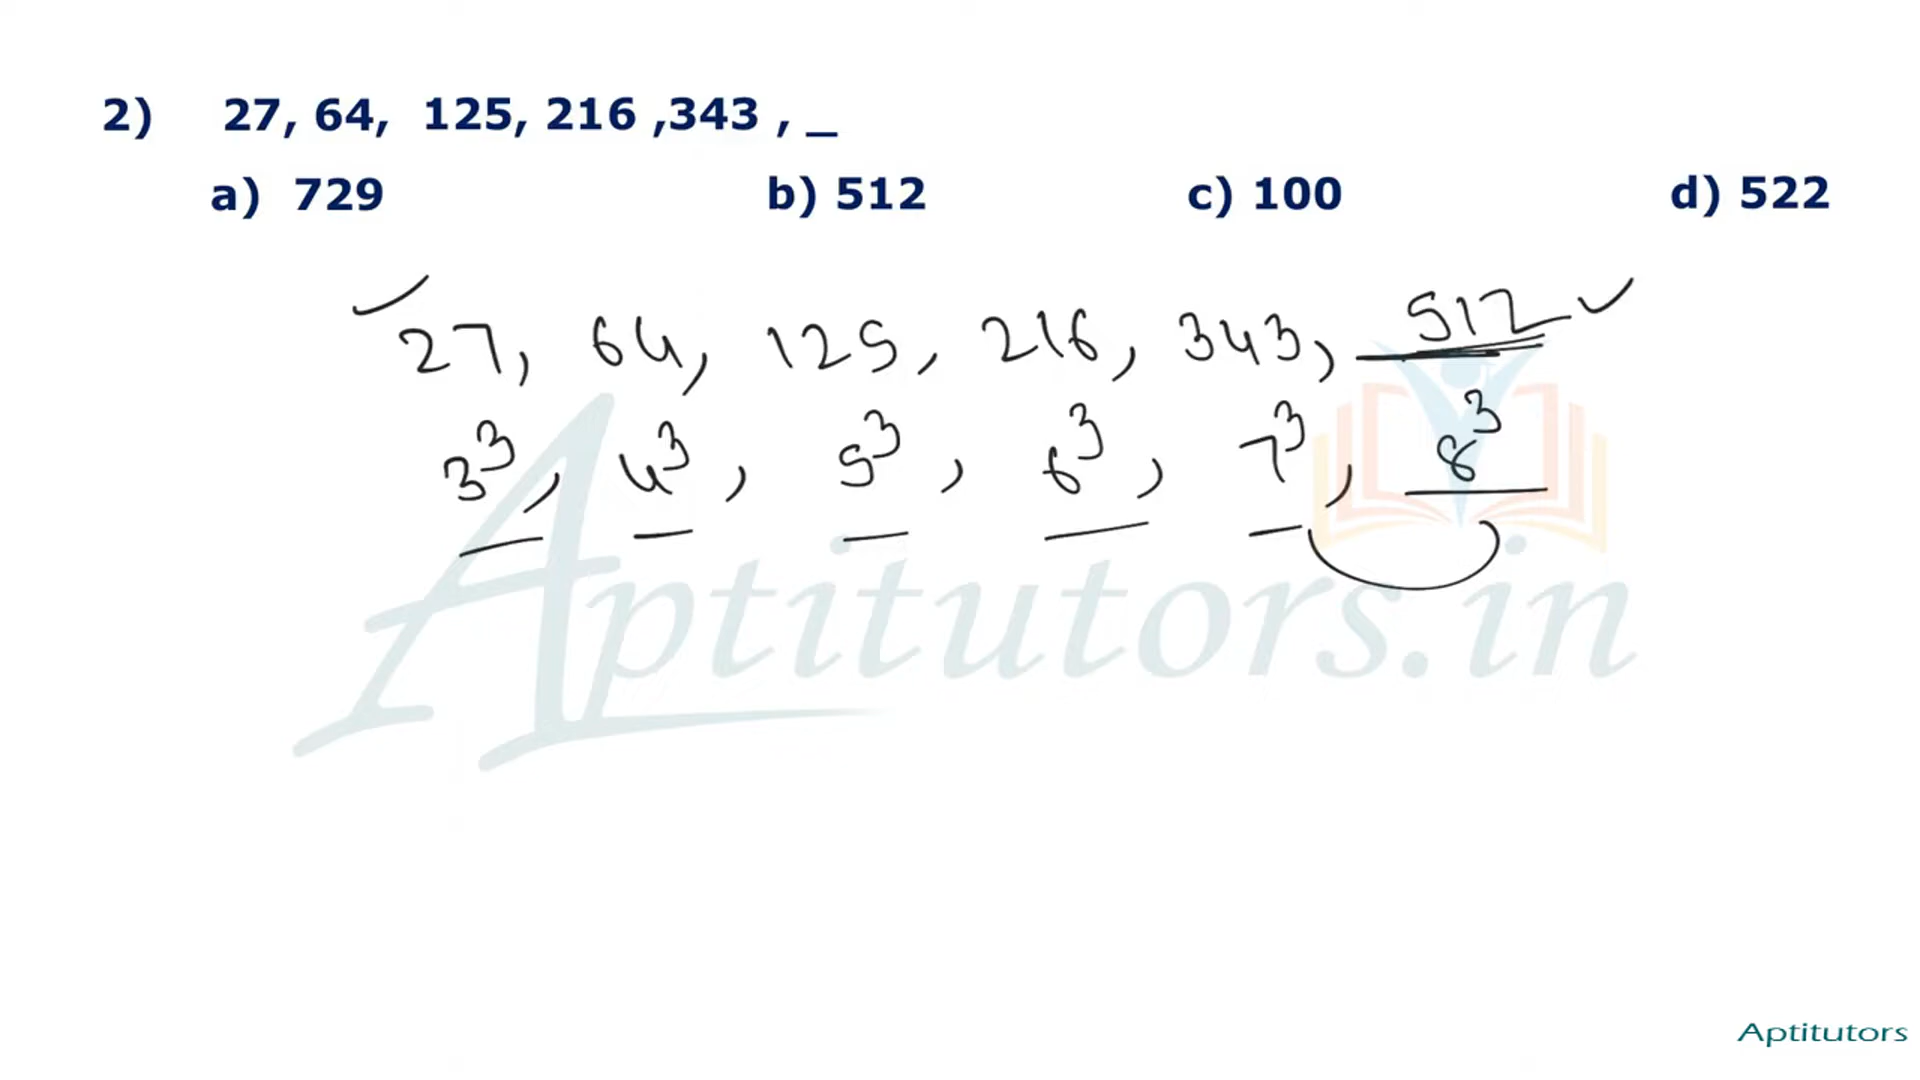 2) 27, 64, 125, 216 ,343 , _
a) 729 b) 512 c) 100 d) 522
27, 64, 125, 216, 343, 512
3³, 4³, 5³, 6³, 7³, 8³
Aptitutors.in
Aptitutors